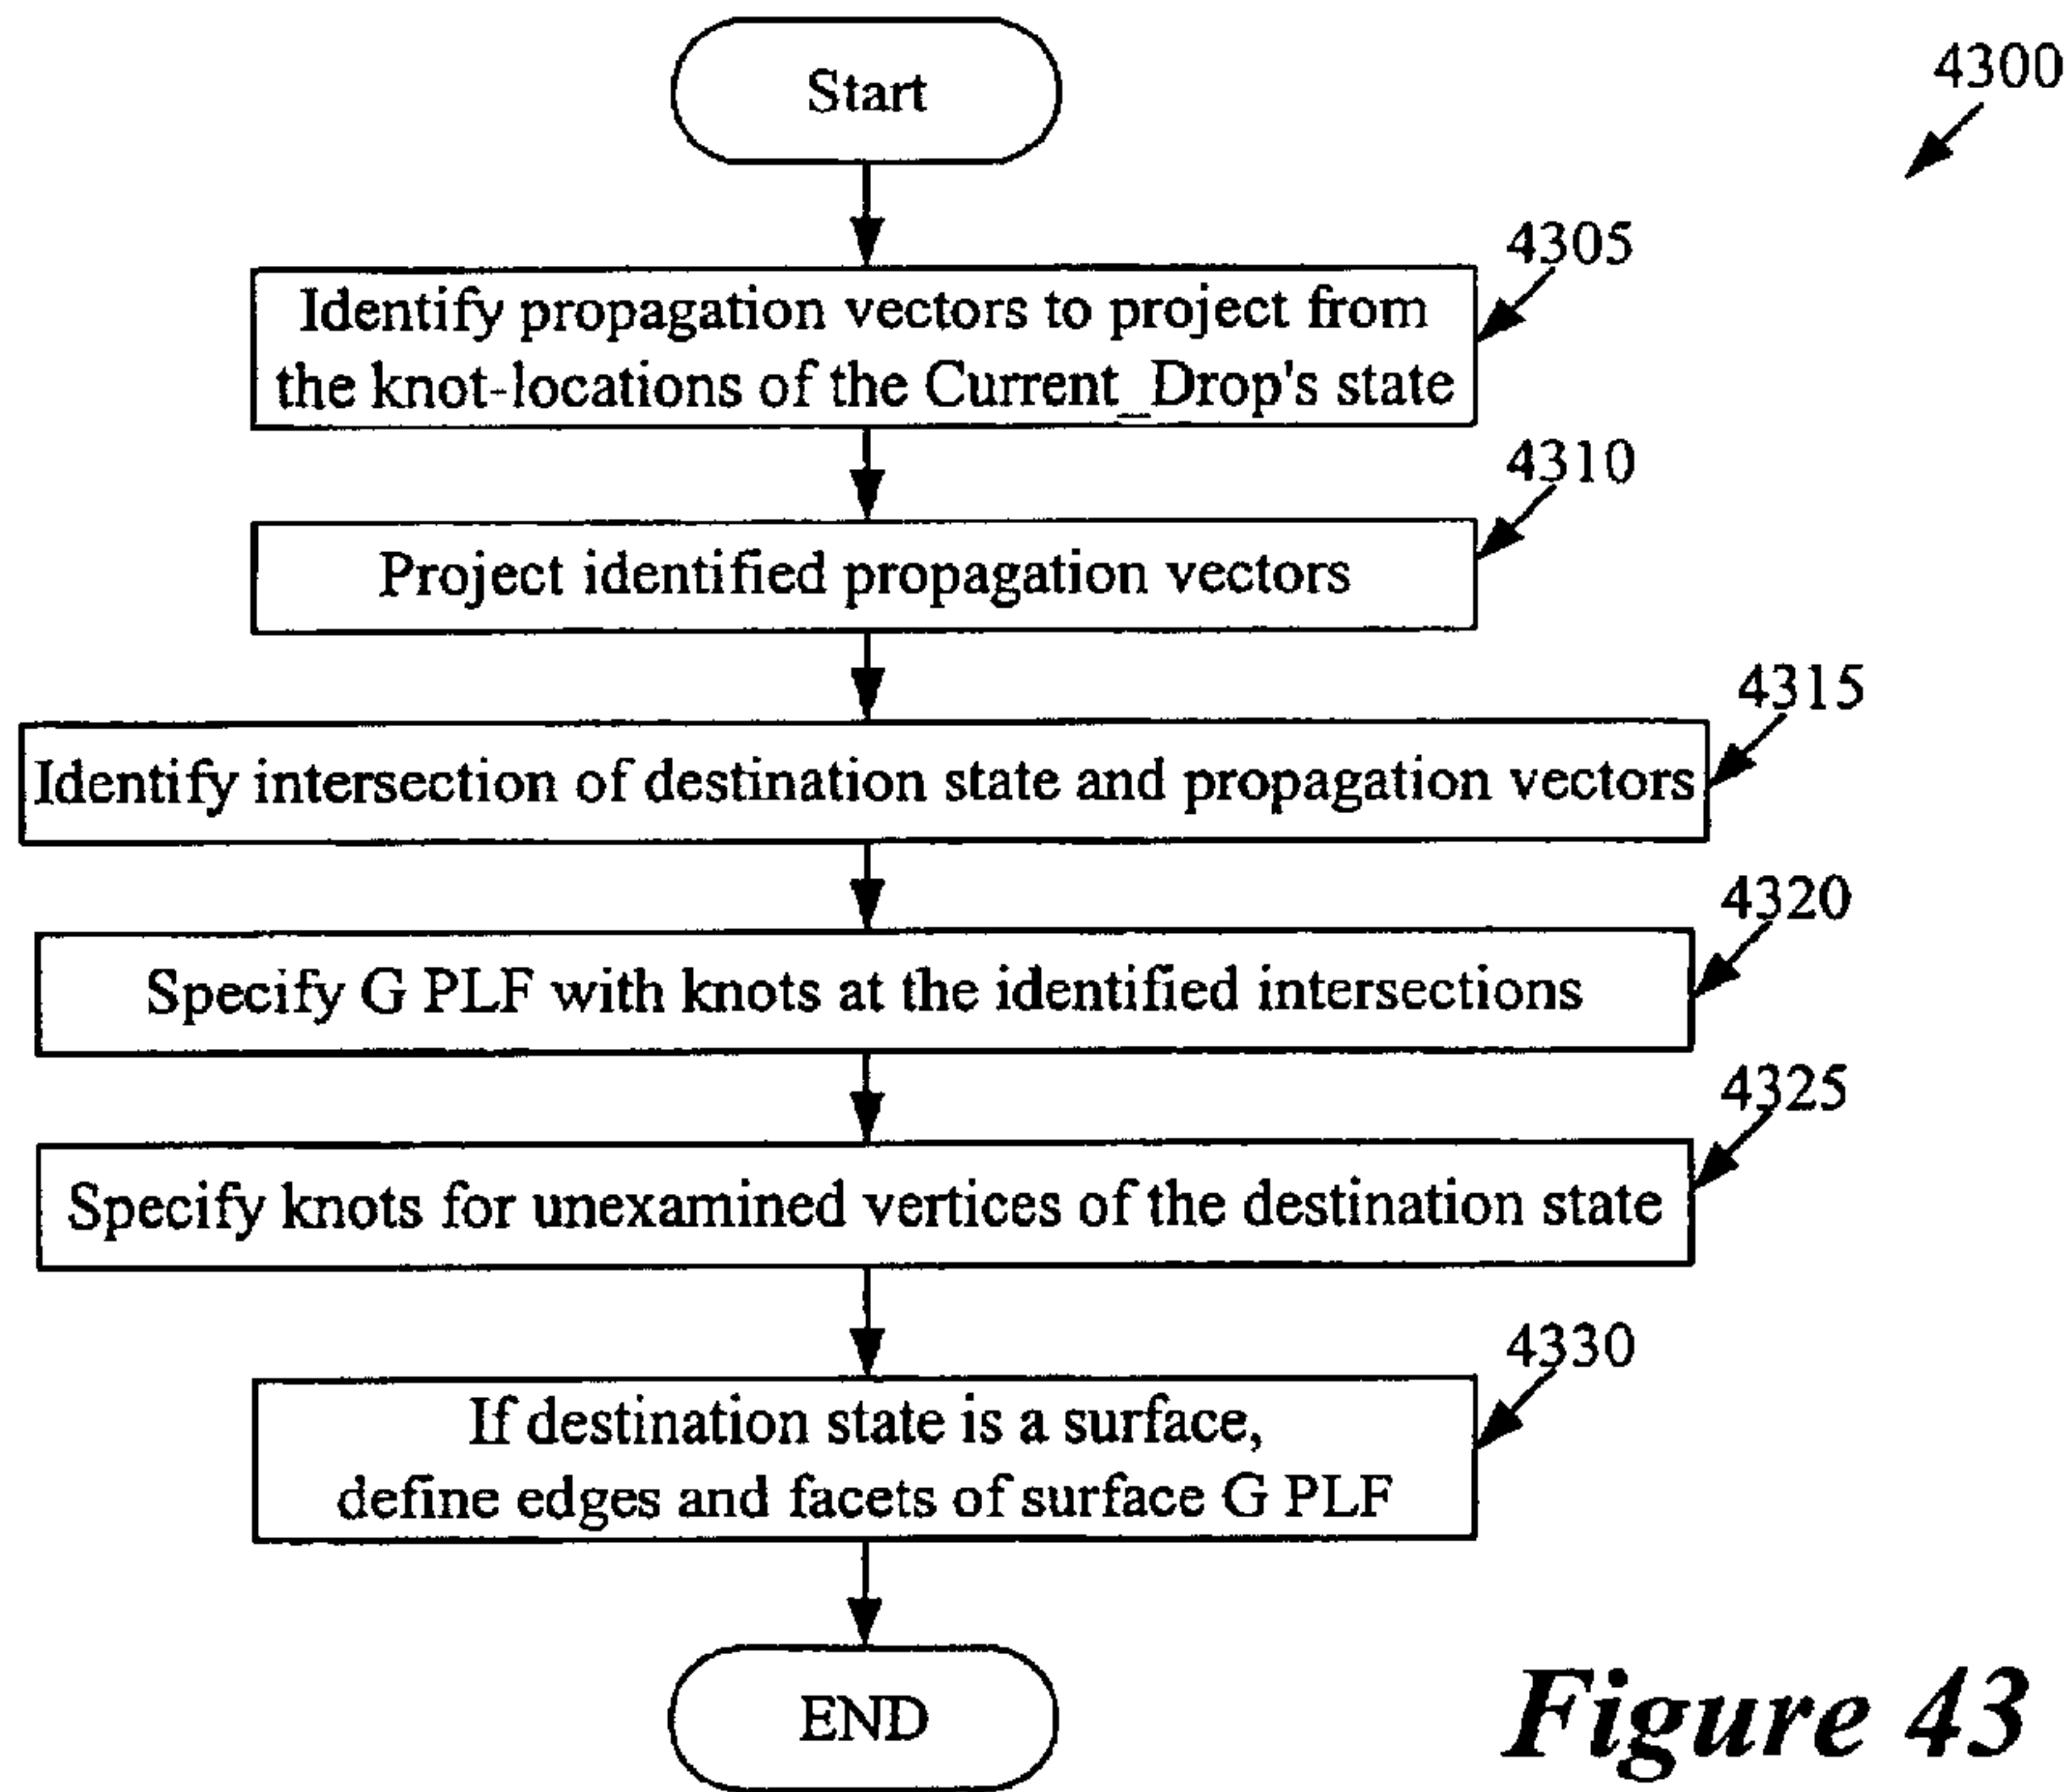 Start
4300
4305
Identify propagation vectors to project from
the knot-locations of the Current_Drop's state
4310
Project identified propagation vectors
4315
Identify intersection of destination state and propagation vectors
4320
Specify G PLF with knots at the identified intersections
4325
Specify knots for unexamined vertices of the destination state
4330
If destination state is a surface,
define edges and facets of surface G PLF
END
Figure 43